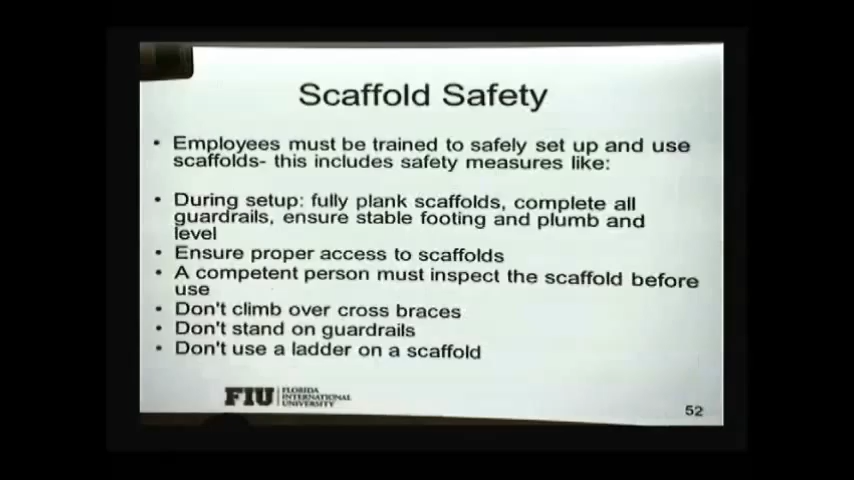 Scaffold Safety
• Employees must be trained to safely set up and use
scaffolds- this includes safety measures like:
• During setup: fully plank scaffolds, complete all
guardrails, ensure stable footing and plumb and
level
• Ensure proper access to scaffolds
• A competent person must inspect the scaffold before
use
• Don't climb over cross braces
• Don't stand on guardrails
• Don't use a ladder on a scaffold
FIU FLORIDA
INTERNATIONAL
UNIVERSITY
52